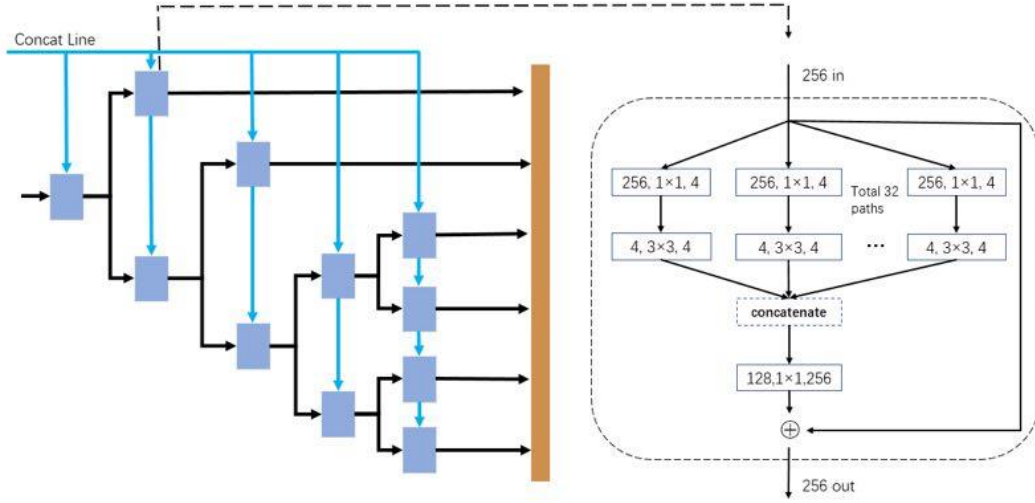 Concat Line
256 in
256, 1×1, 4
256, 1×1, 4
Total 32
paths
256, 1×1, 4
4, 3×3, 4
4, 3×3, 4
...
4, 3×3, 4
concatenate
128,1×1,256
256 out